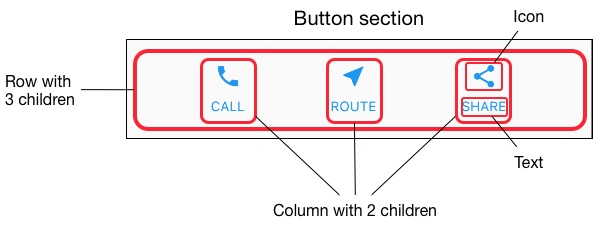 Button section
Icon
Row with
3 children
CALL
ROUTE
SHARE
Text
Column with 2 children